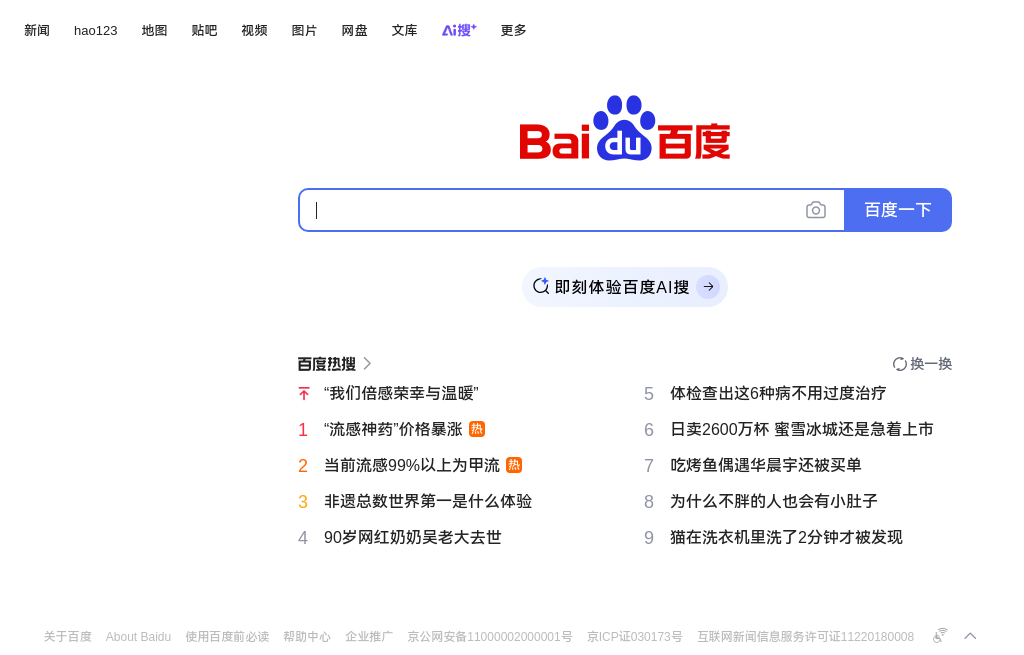 新闻 hao123 地图 贴吧 视频 图片 网盘 文库 Ai搜+ 更多
Bai du 百度
百度一下
即刻体验百度AI搜
百度热搜 换一换
“我们倍感荣幸与温暖”
1 “流感神药”价格暴涨 热
2 当前流感99%以上为甲流 热
3 非遗总数世界第一是什么体验
4 90岁网红奶奶吴老大去世
5 体检查出这6种病不用过度治疗
6 日卖2600万杯 蜜雪冰城还是急着上市
7 吃烤鱼偶遇华晨宇还被买单
8 为什么不胖的人也会有小肚子
9 猫在洗衣机里洗了2分钟才被发现
关于百度 About Baidu 使用百度前必读 帮助中心 企业推广 京公网安备11000002000001号 京ICP证030173号 互联网新闻信息服务许可证11220180008